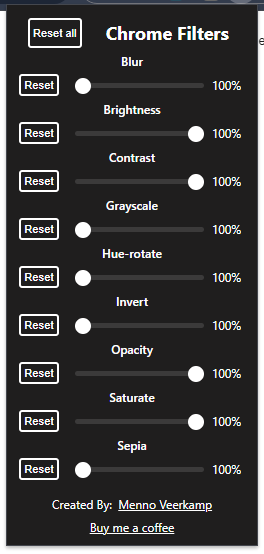 Reset all Chrome Filters
Blur
Reset 100%
Brightness
Reset 100%
Contrast
Reset 100%
Grayscale
Reset 100%
Hue-rotate
Reset 100%
Invert
Reset 100%
Opacity
Reset 100%
Saturate
Reset 100%
Sepia
Reset 100%
Created By: Menno Veerkamp
Buy me a coffee